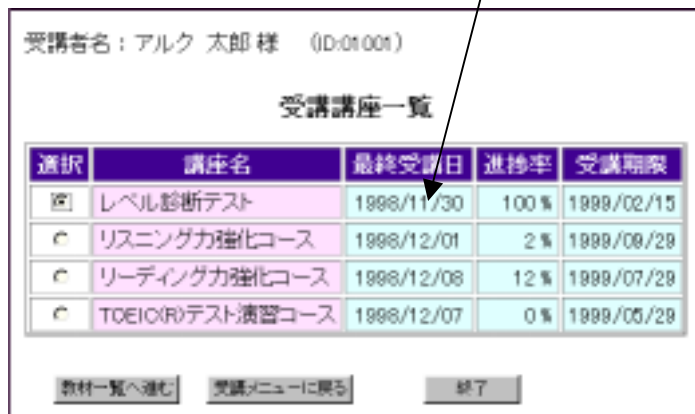 受講者名：アルク 太郎 様 （ID:01001）
受講講座一覧
選択 講座名 最終受講日 進捗率 受講期限
レベル診断テスト 1998/11/30 100% 1999/02/15
リスニング力強化コース 1998/12/01 2% 1999/09/29
リーディング力強化コース 1998/12/08 12% 1999/07/29
TOEIC(R)テスト演習コース 1998/12/07 0% 1999/05/29
教材一覧へ進む 受講メニューに戻る 終了